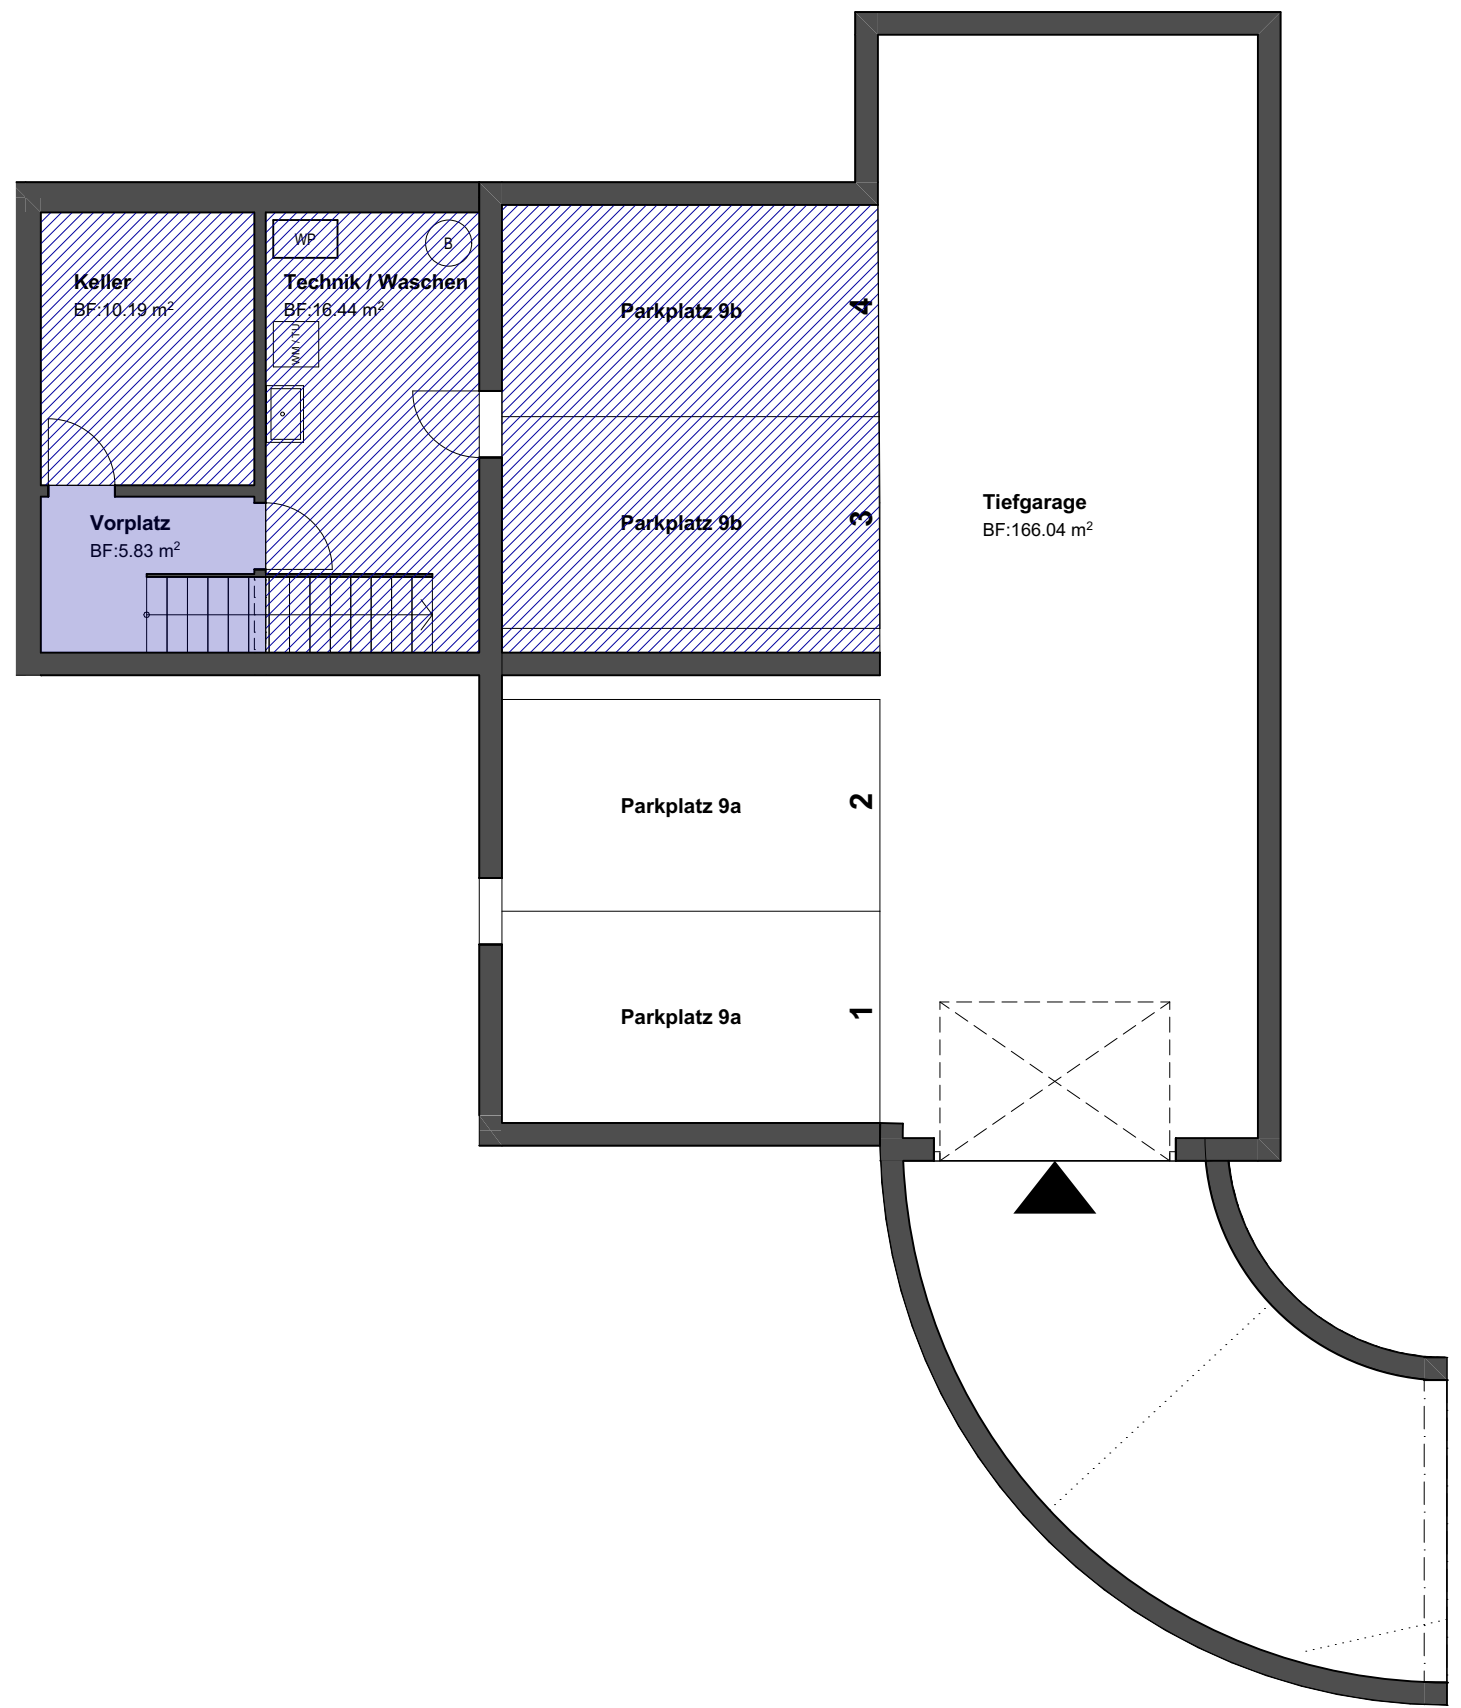 WP
B
Keller
BF:10.19 m²
Technik / Waschen
BF:16.44 m²
WM / TU
Parkplatz 9b
4
Vorplatz
BF:5.83 m²
Parkplatz 9b
3
Tiefgarage
BF:166.04 m²
Parkplatz 9a
2
Parkplatz 9a
1